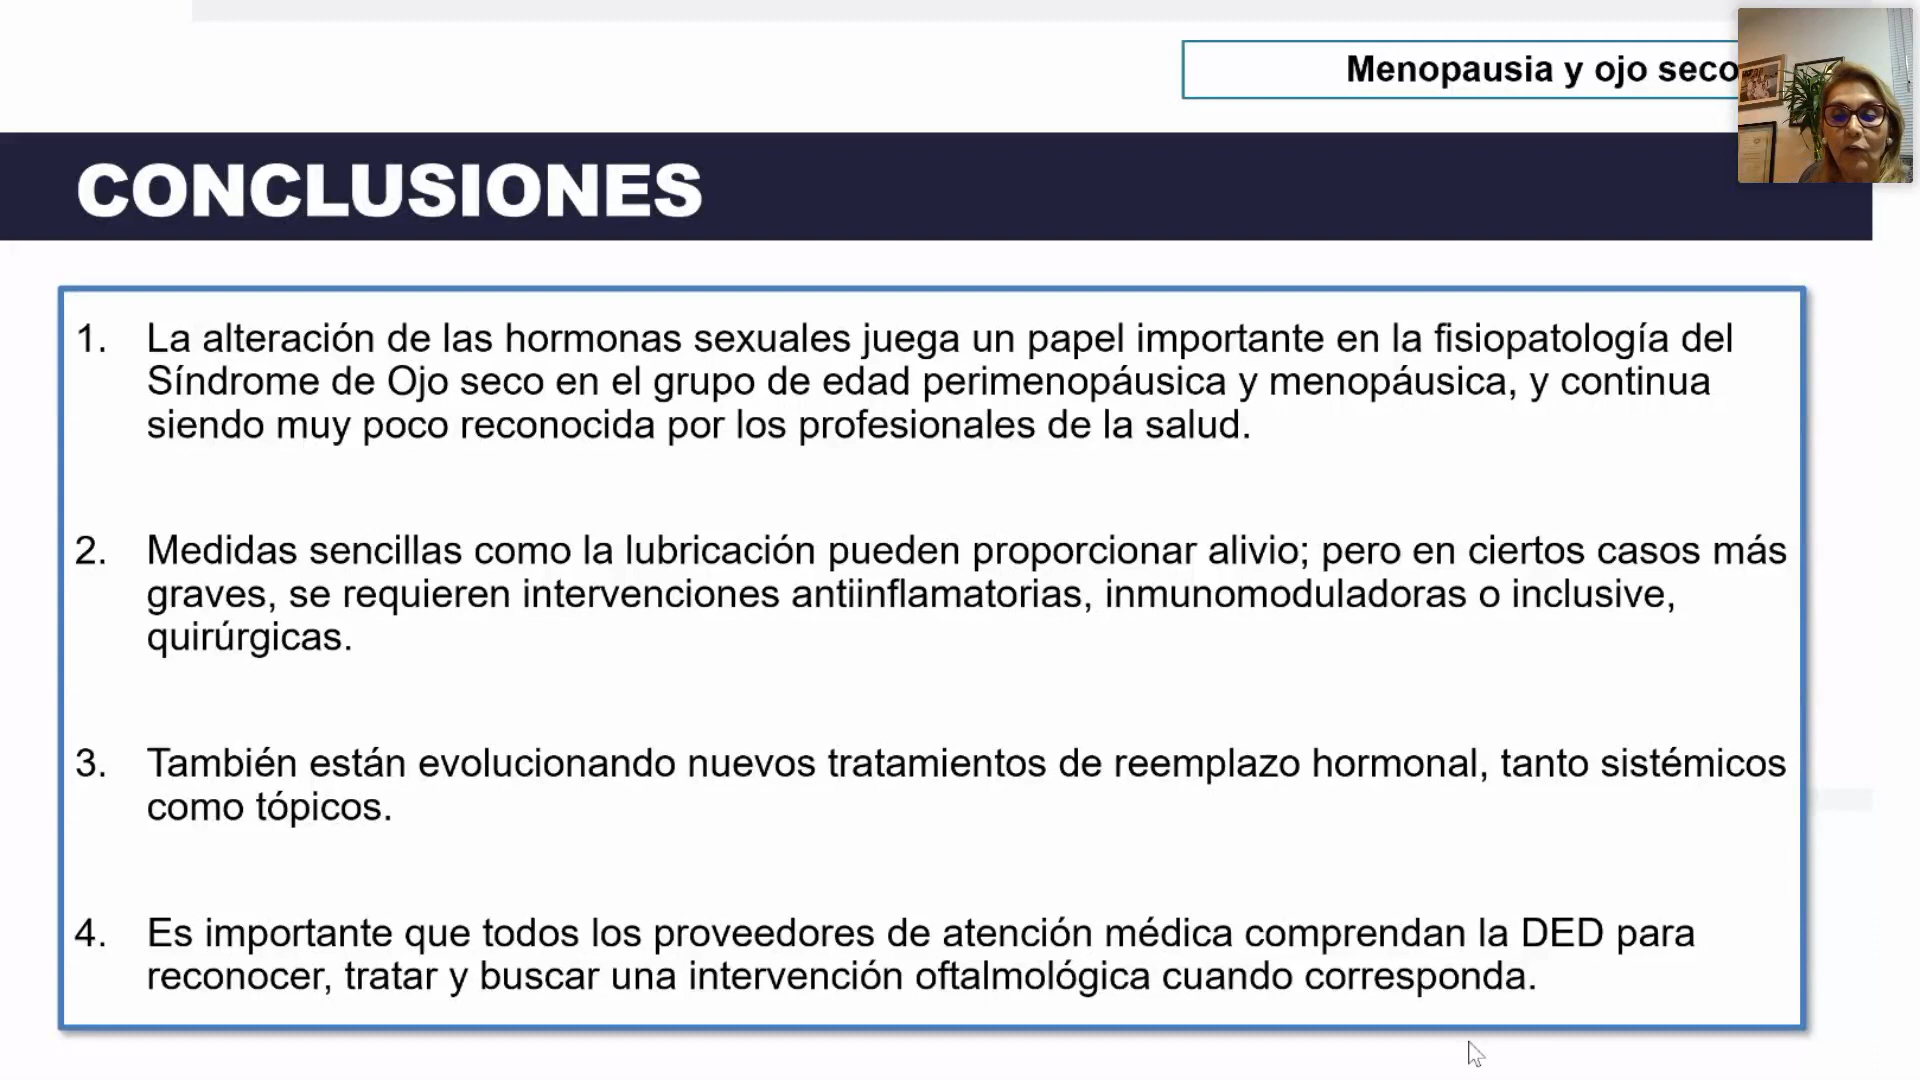 Menopausia y ojo seco
CONCLUSIONES
1. La alteración de las hormonas sexuales juega un papel importante en la fisiopatología del
Síndrome de Ojo seco en el grupo de edad perimenopáusica y menopáusica, y continua
siendo muy poco reconocida por los profesionales de la salud.
2. Medidas sencillas como la lubricación pueden proporcionar alivio; pero en ciertos casos más
graves, se requieren intervenciones antiinflamatorias, inmunomoduladoras o inclusive,
quirúrgicas.
3. También están evolucionando nuevos tratamientos de reemplazo hormonal, tanto sistémicos
como tópicos.
4. Es importante que todos los proveedores de atención médica comprendan la DED para
reconocer, tratar y buscar una intervención oftalmológica cuando corresponda.